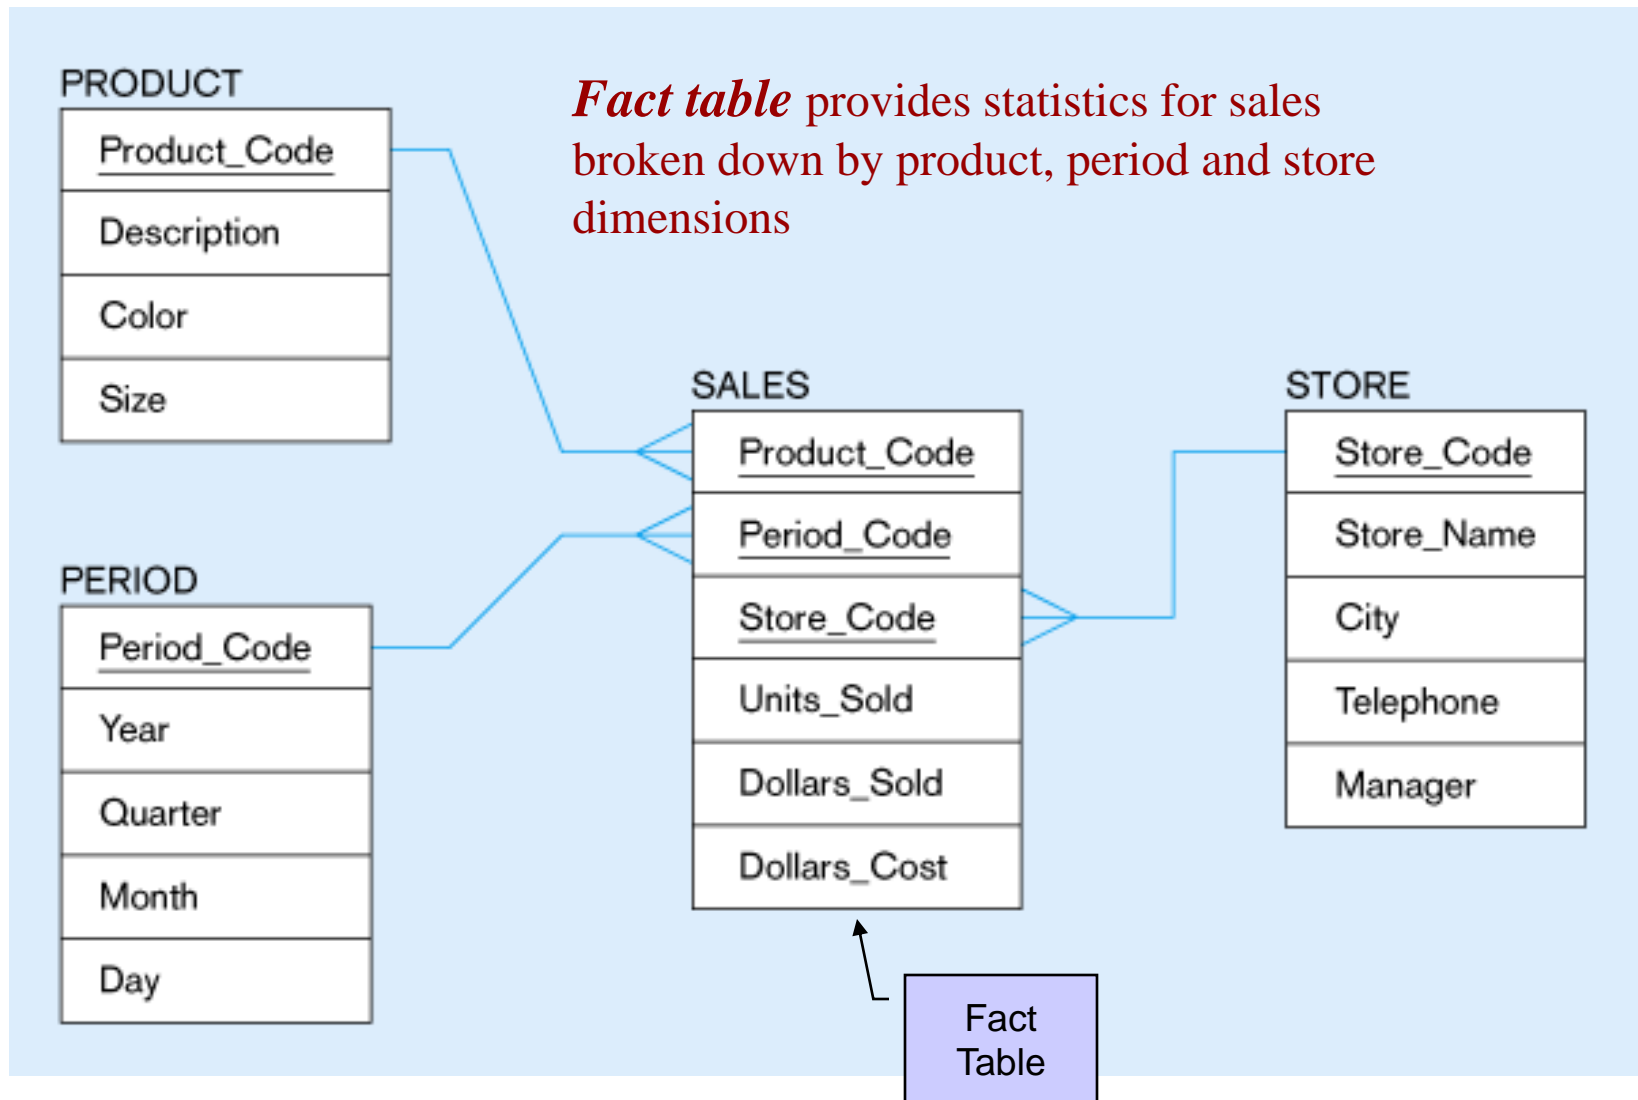 PRODUCT
Product_Code
Description
Color
Size
Fact table provides statistics for sales
broken down by product, period and store
dimensions
PERIOD
Period_Code
Year
Quarter
Month
Day
SALES
Product_Code
Period_Code
Store_Code
Units_Sold
Dollars_Sold
Dollars_Cost
STORE
Store_Code
Store_Name
City
Telephone
Manager
Fact
Table